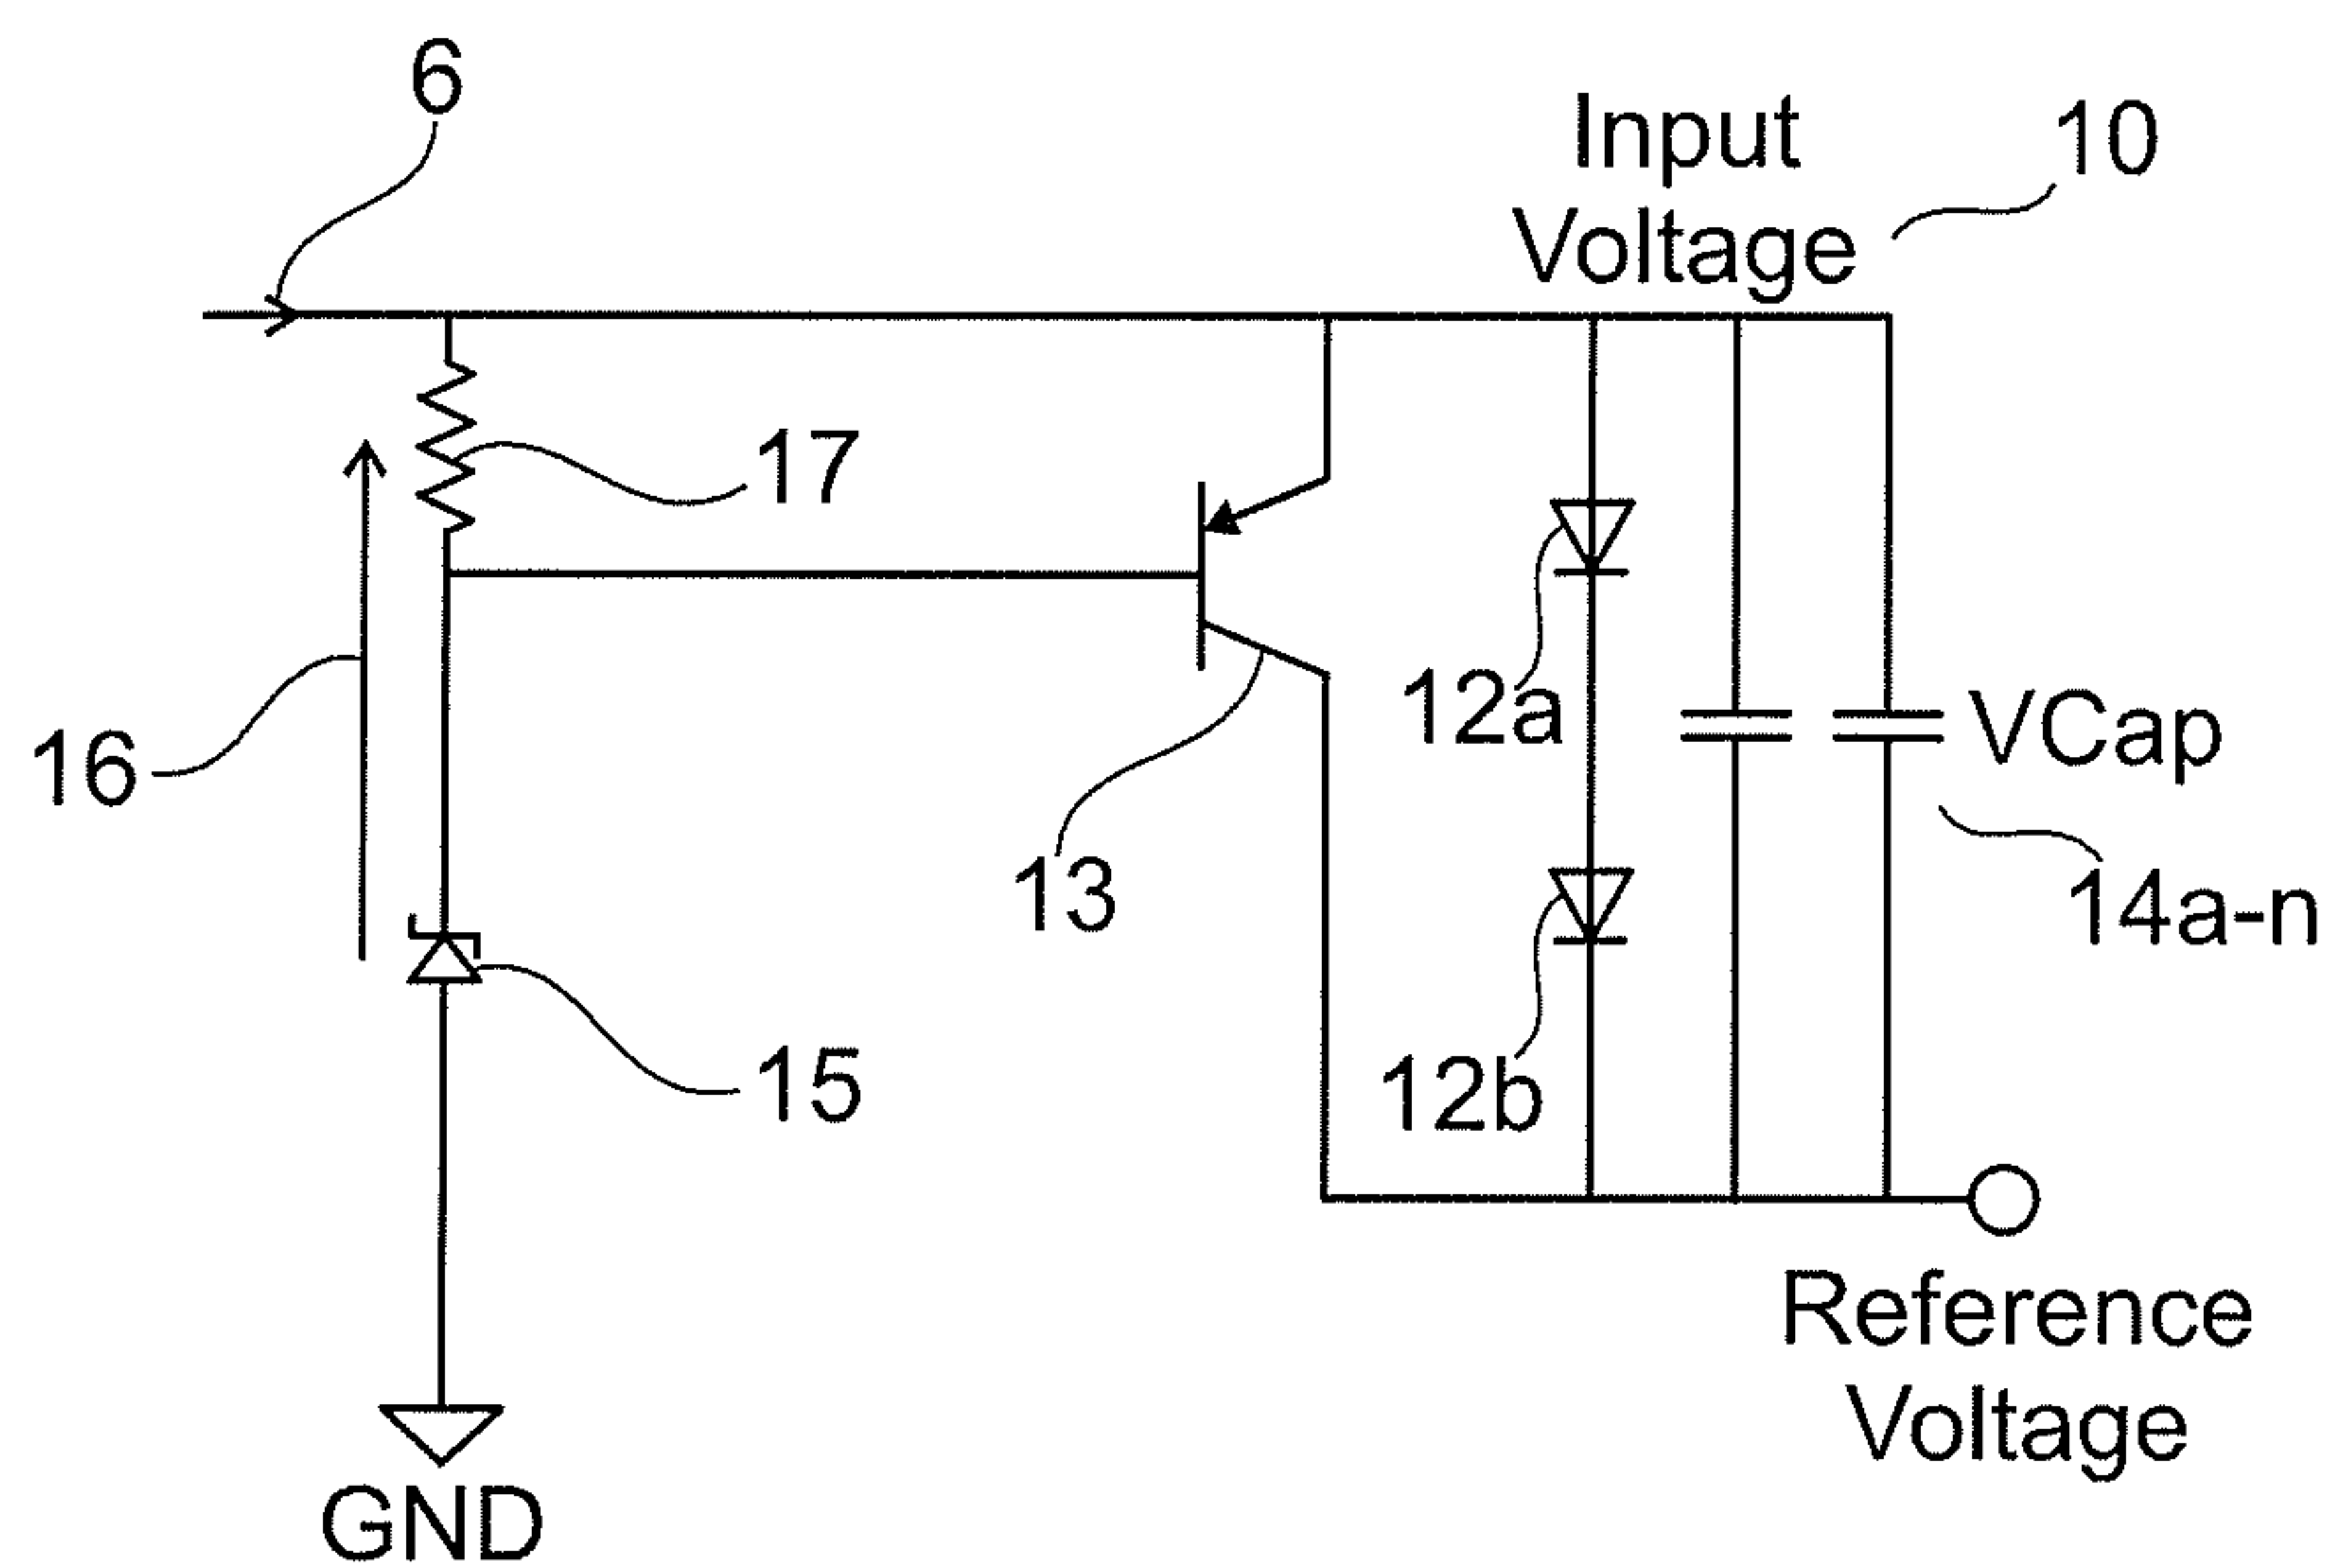 6
Input
Voltage
10
17
12a
VCap
16
13
14a-n
15
12b
Reference
Voltage
GND